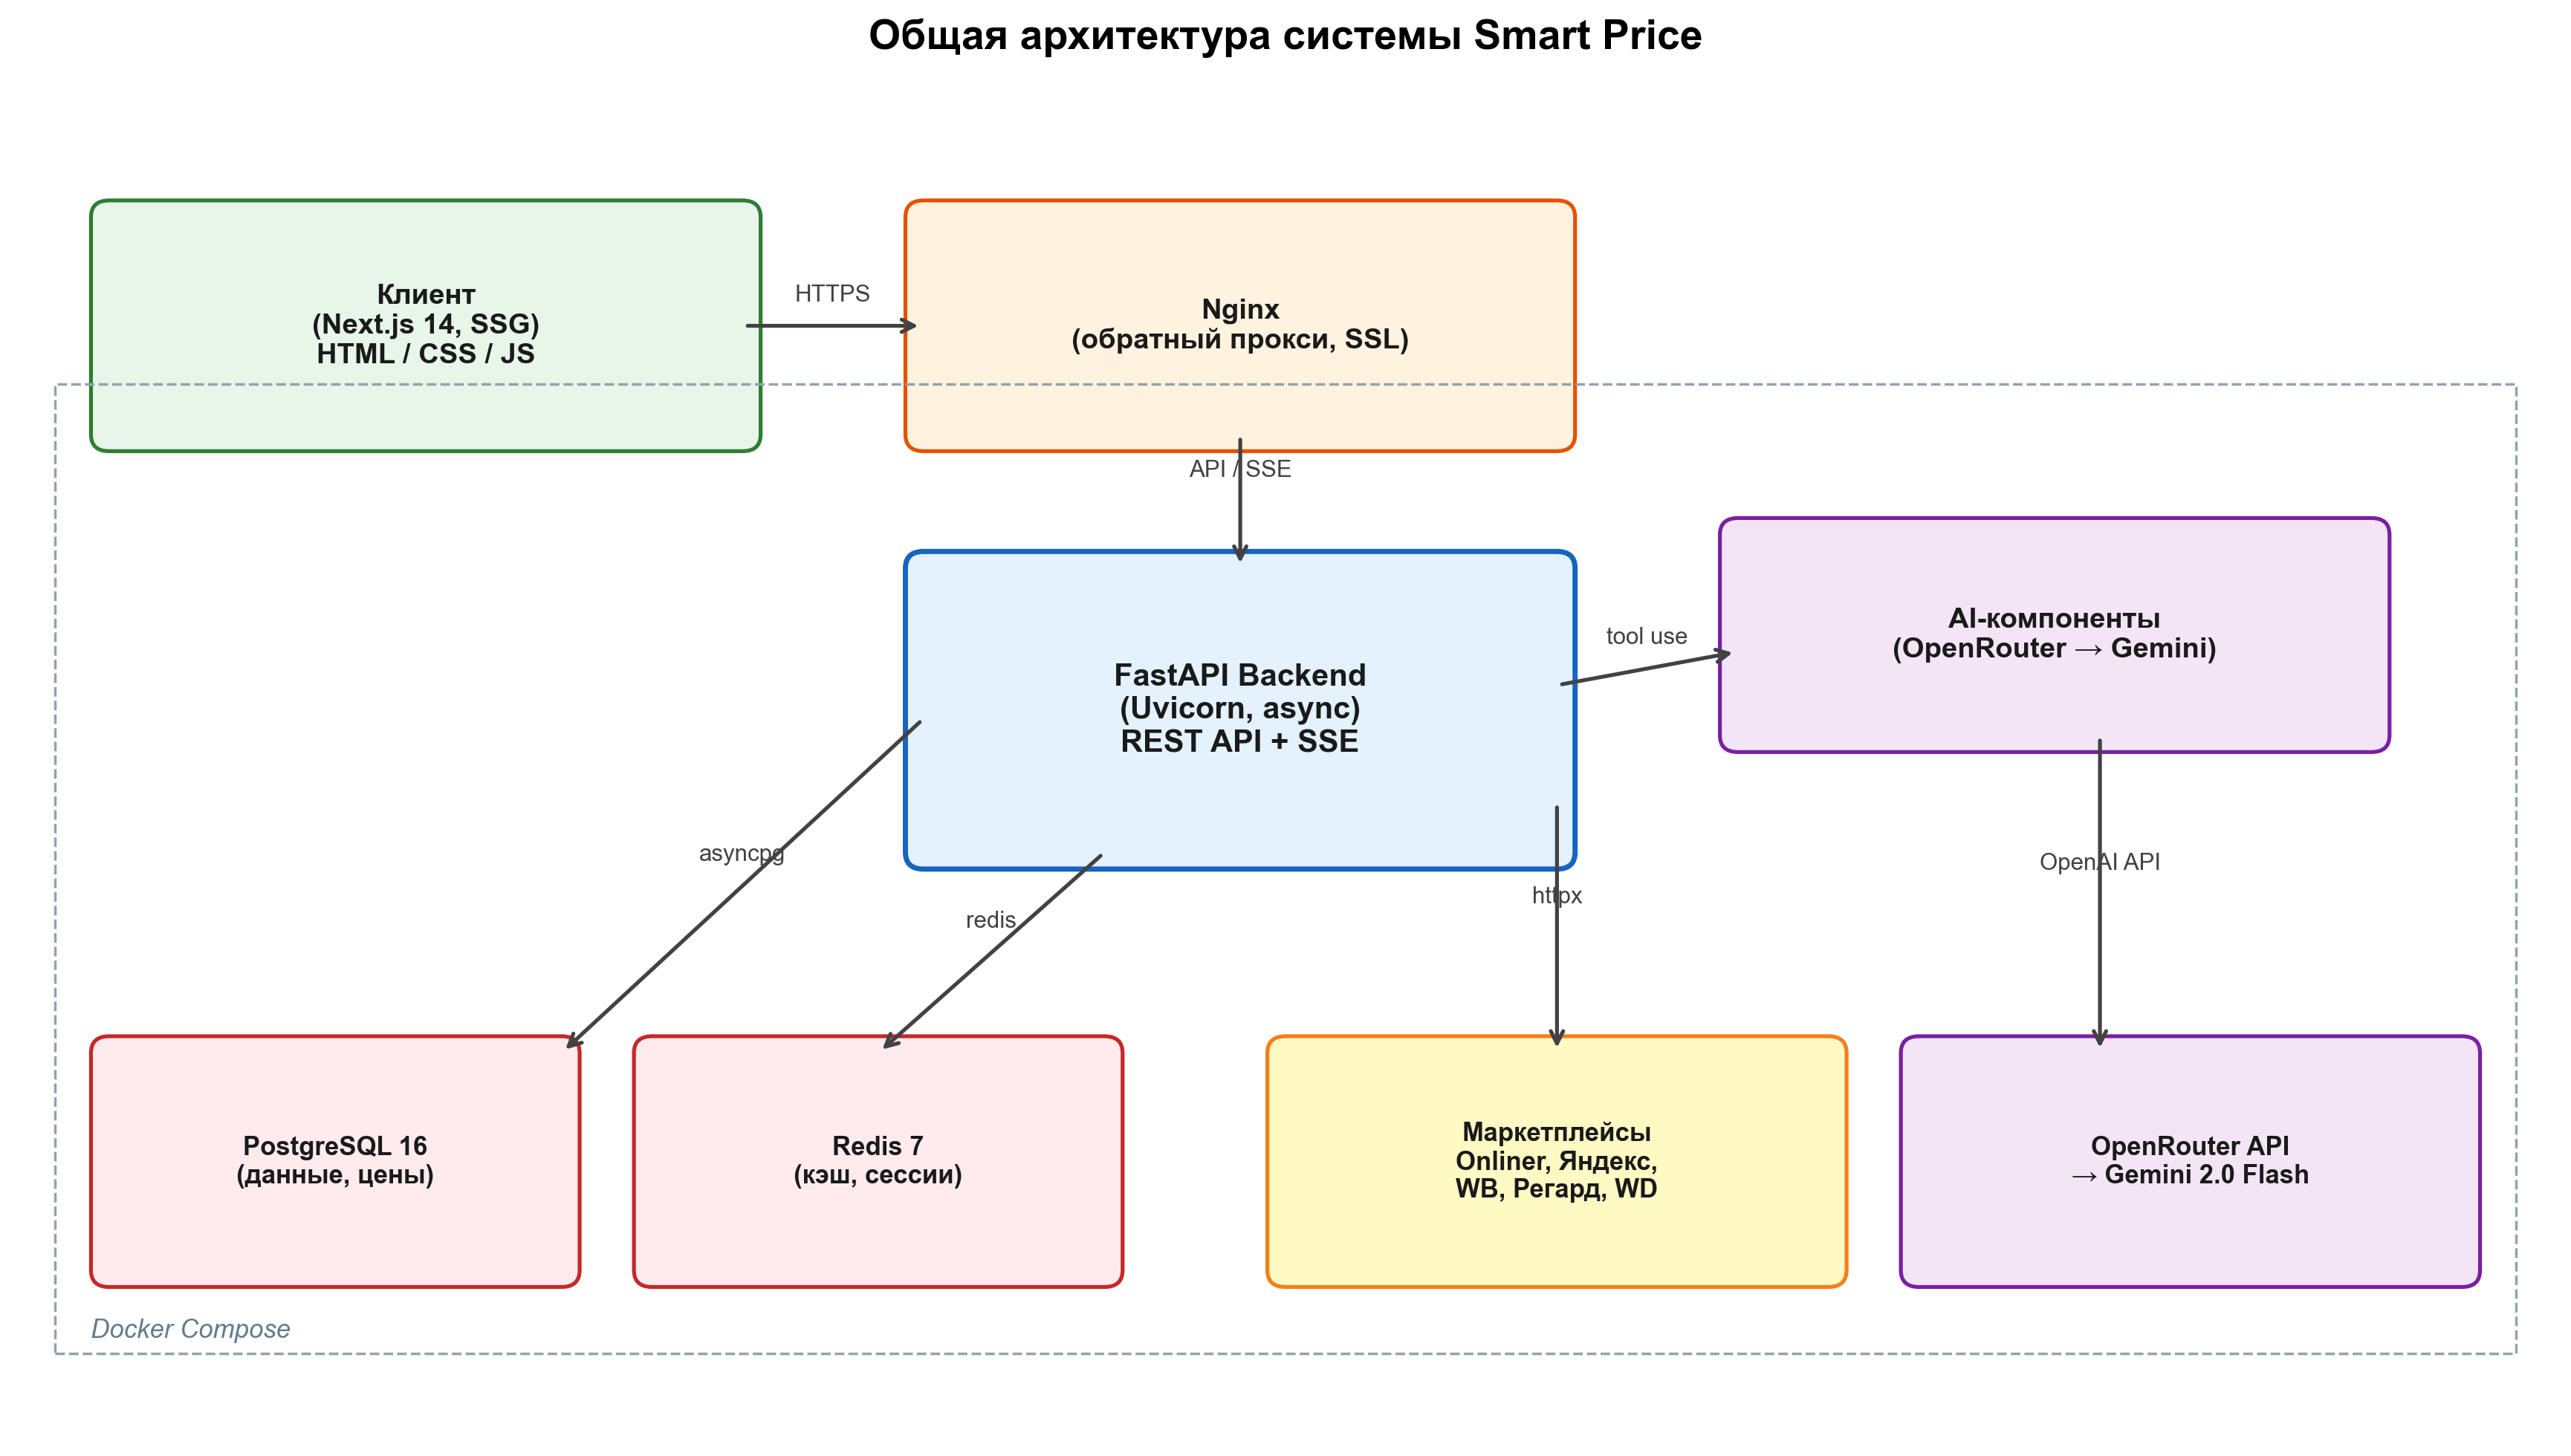 Общая архитектура системы Smart Price
Клиент
(Next.js 14, SSG)
HTML / CSS / JS
HTTPS
Nginx
(обратный прокси, SSL)
API / SSE
FastAPI Backend
(Uvicorn, async)
REST API + SSE
tool use
AI-компоненты
(OpenRouter → Gemini)
asyncpg
redis
httpx
OpenAI API
PostgreSQL 16
(данные, цены)
Redis 7
(кэш, сессии)
Маркетплейсы
Onliner, Яндекс,
WB, Регард, WD
OpenRouter API
→ Gemini 2.0 Flash
Docker Compose